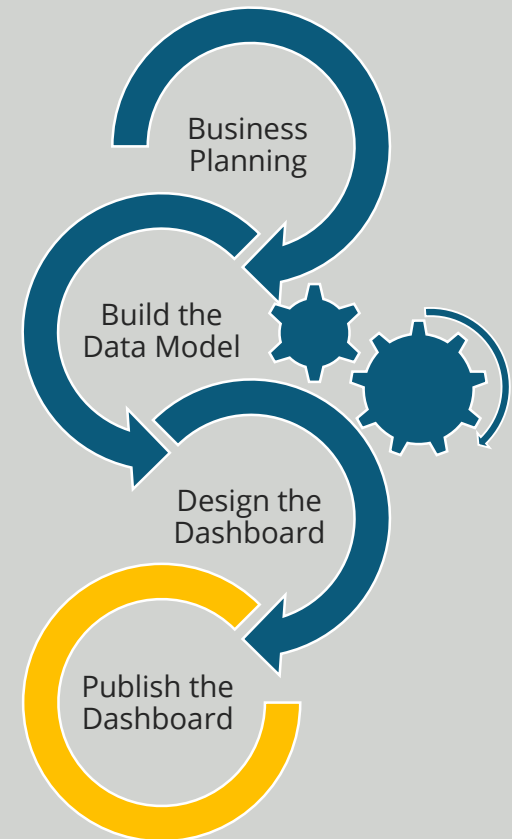 Business
Planning
Build the
Data Model
Design the
Dashboard
Publish the
Dashboard